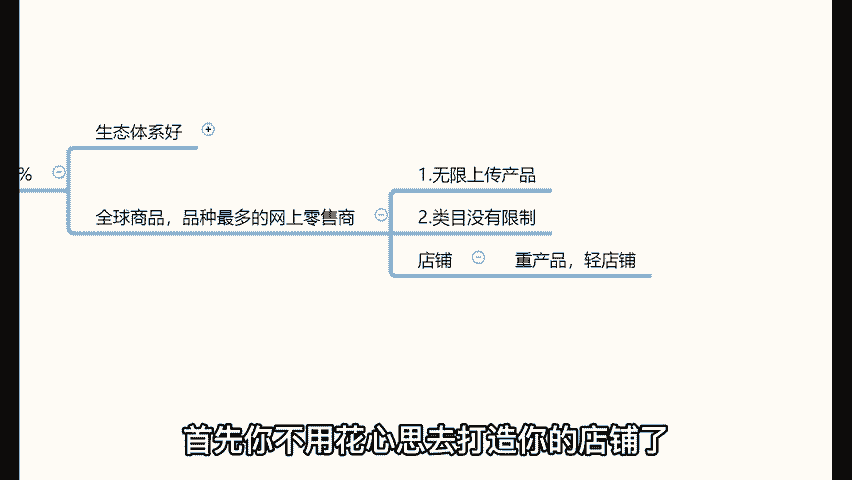 生态体系好
%
1.无限上传产品
全球商品，品种最多的网上零售商
2.类目没有限制
店铺
重产品，轻店铺
首先你不用花心思去打造你的店铺了